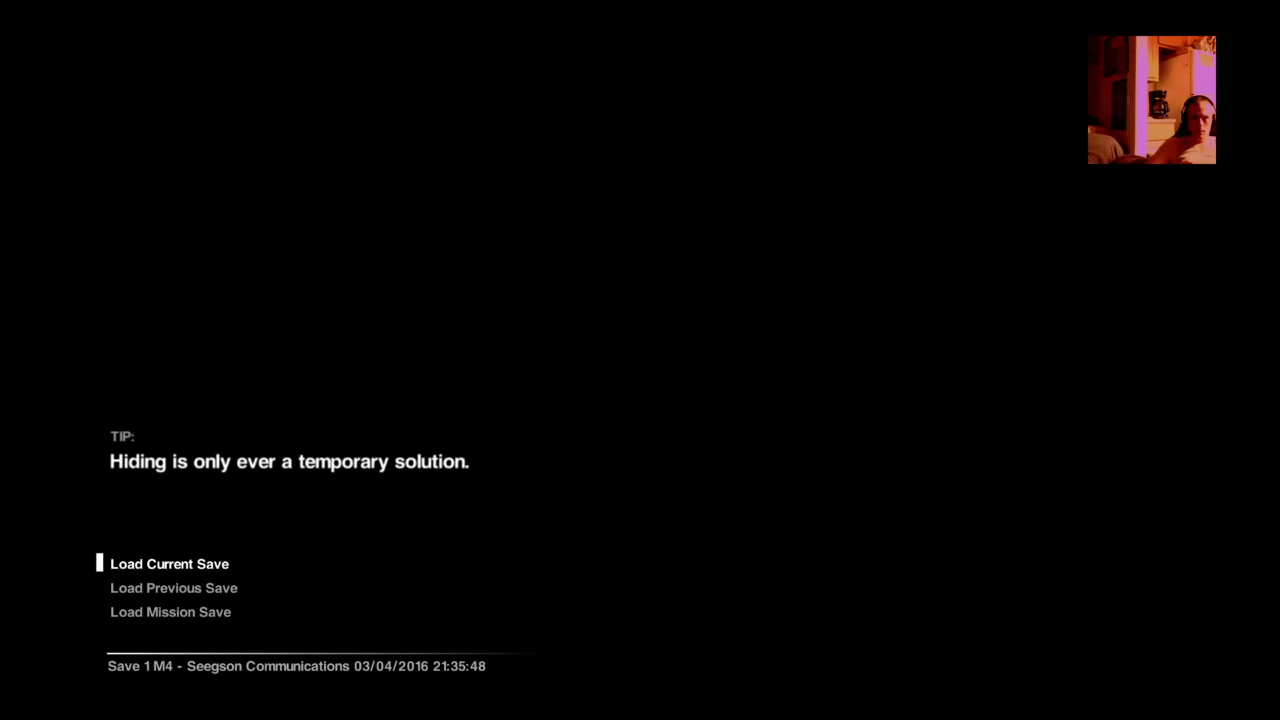 TIP:
Hiding is only ever a temporary solution.
Load Current Save
Load Previous Save
Load Mission Save
Save 1 M4 - Seegson Communications 03/04/2016 21:35:48